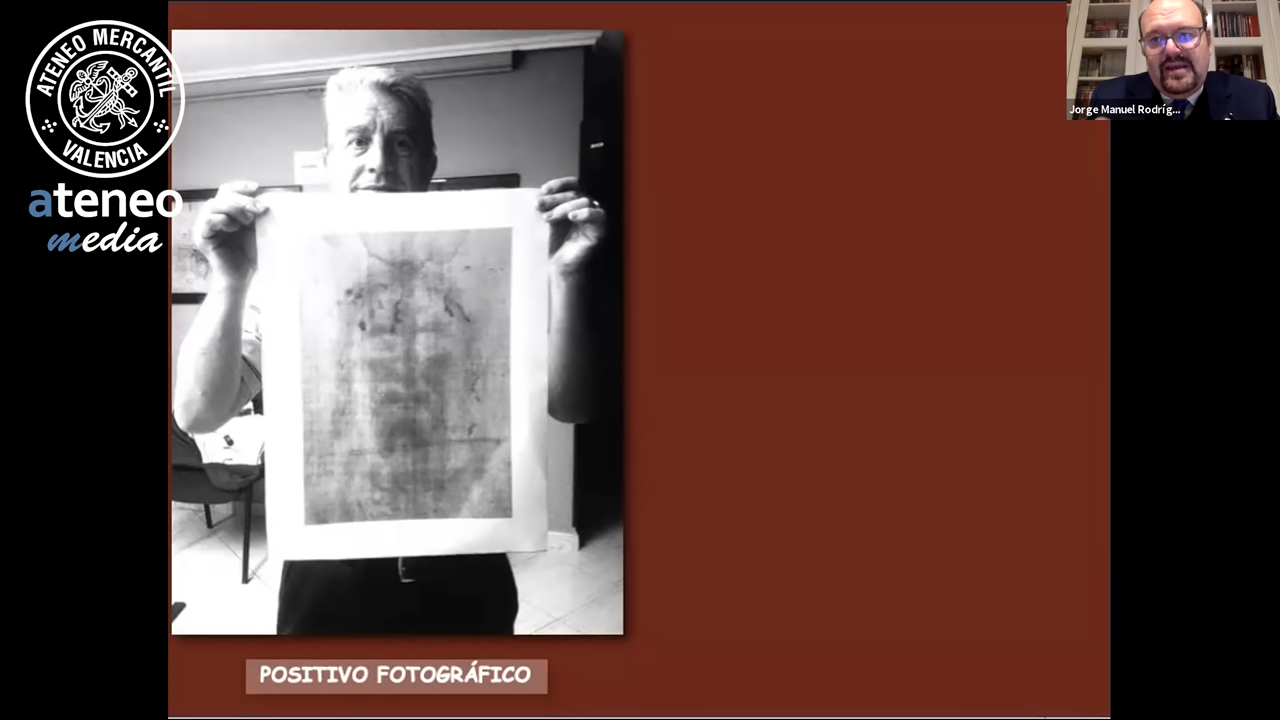 ATENEO MERCANTIL
VALENCIA
ateneo
media
Jorge Manuel Rodríg...
POSITIVO FOTOGRÁFICO